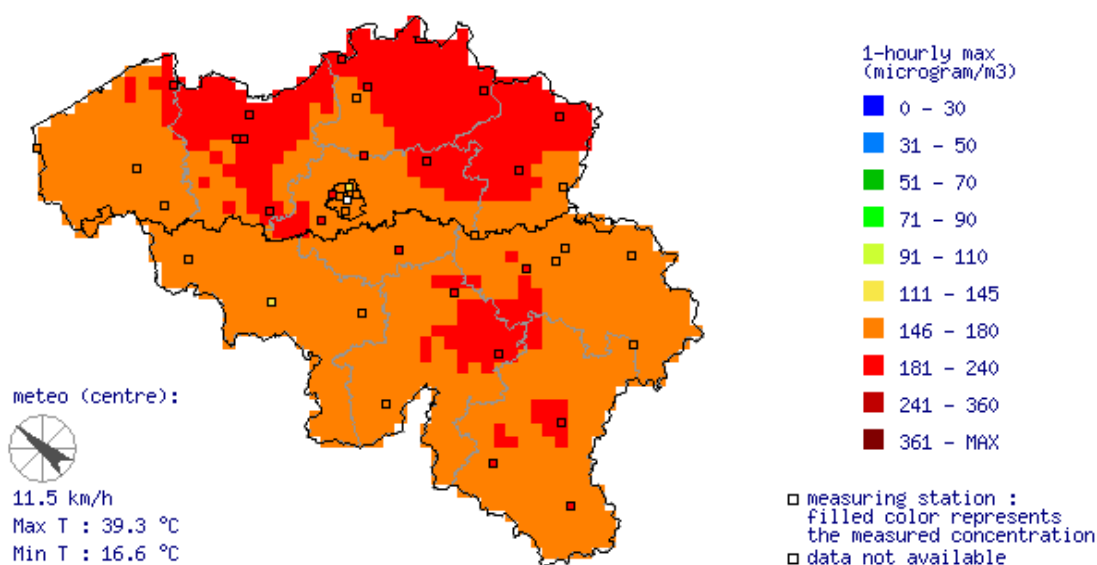 1-hourly max
(microgram/m3)
0 - 30
31 - 50
51 - 70
71 - 90
91 - 110
111 - 145
146 - 180
181 - 240
241 - 360
361 - MAX
meteo (centre):
11.5 km/h
Max T : 39.3 °C
Min T : 16.6 °C
measuring station :
filled color represents
the measured concentration
data not available